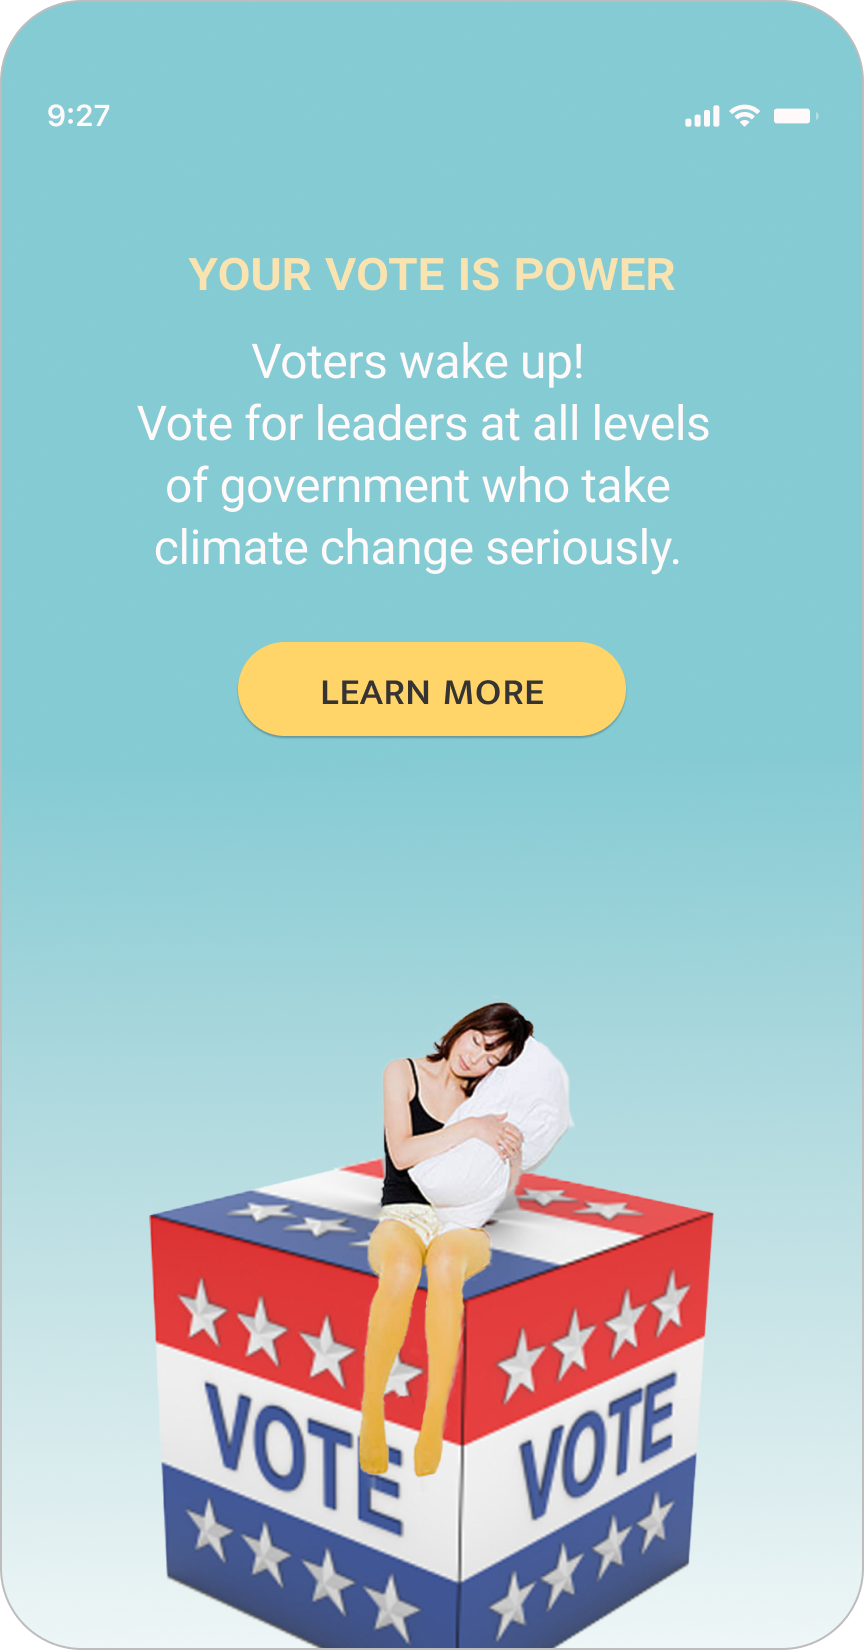 9:27
YOUR VOTE IS POWER
Voters wake up!
Vote for leaders at all levels
of government who take
climate change seriously.
LEARN MORE
VOTE
VOTE